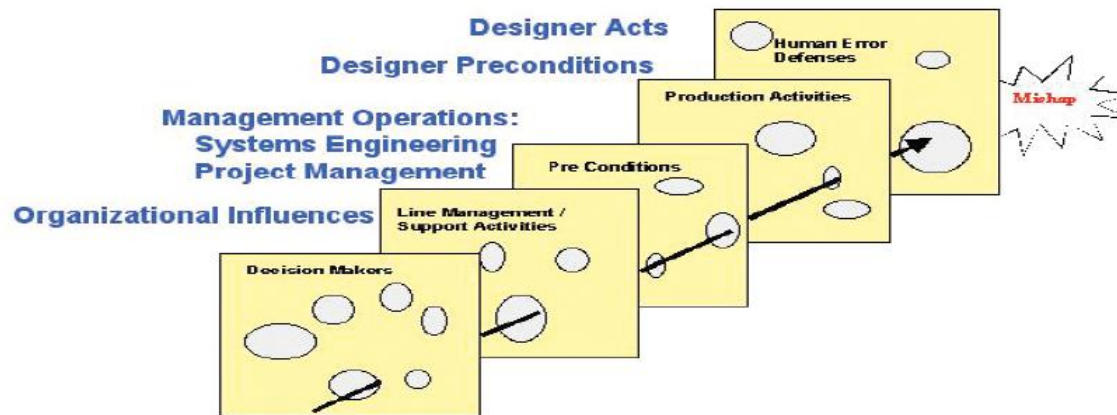 Designer Acts
Human Error
Defenses
Designer Preconditions
Mishap
Production Activities
Management Operations:
Systems Engineering
Project Management
Pre Conditions
Organizational Influences
Line Management /
Support Activities
Decision Makers